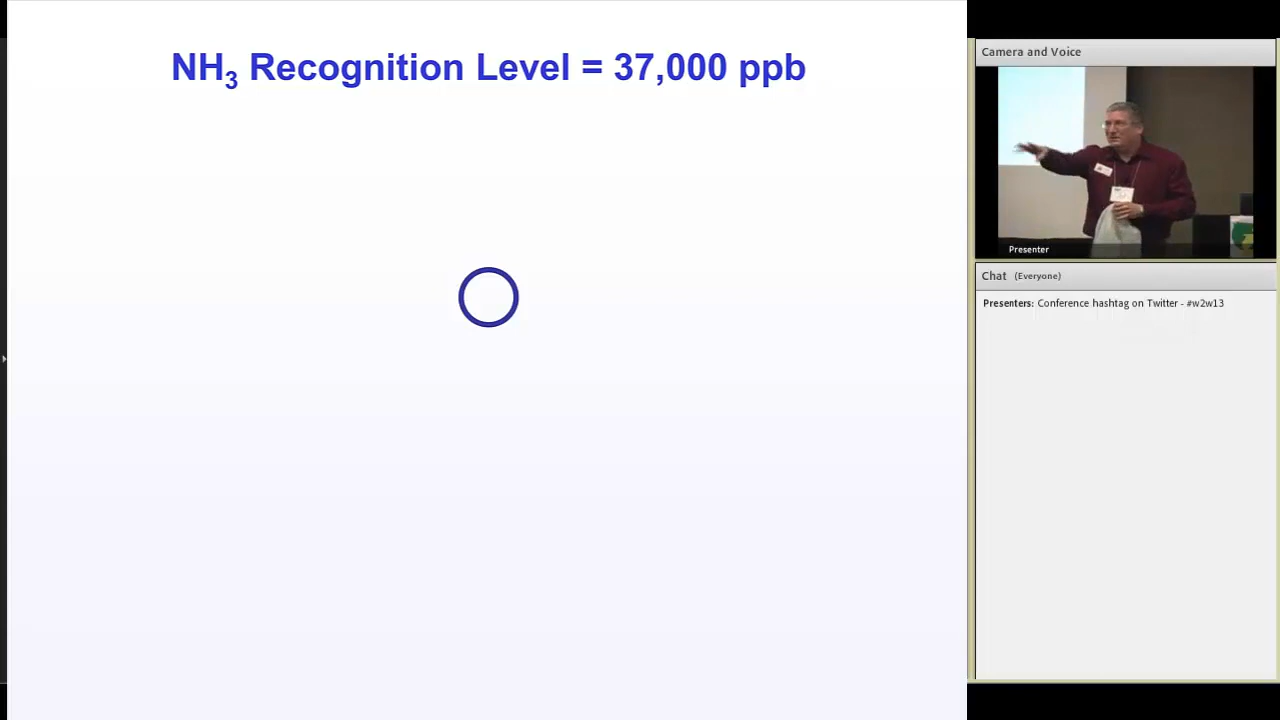 NH₃ Recognition Level = 37,000 ppb
Camera and Voice
Presenter
Chat (Everyone)
Presenters: Conference hashtag on Twitter - #w2w13